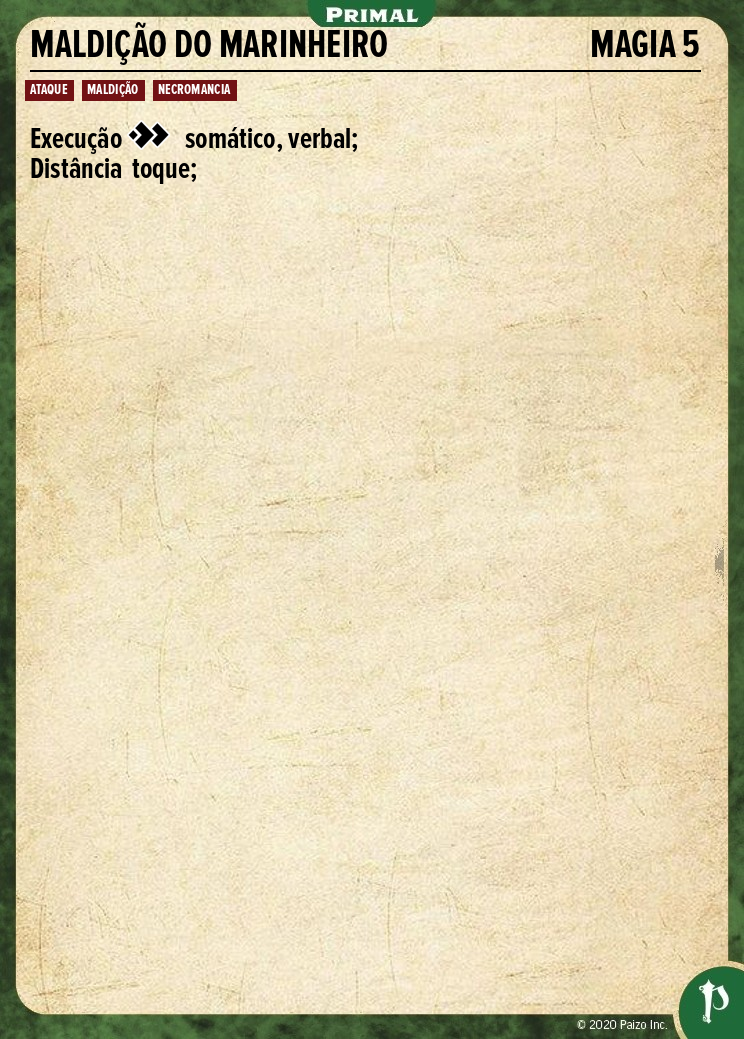 PRIMAL
MALDIÇÃO DO MARINHEIRO MAGIA 5
ATAQUE MALDIÇÃO NECROMANCIA
Execução somático, verbal;
Distância toque;
© 2020 Paizo Inc.
P